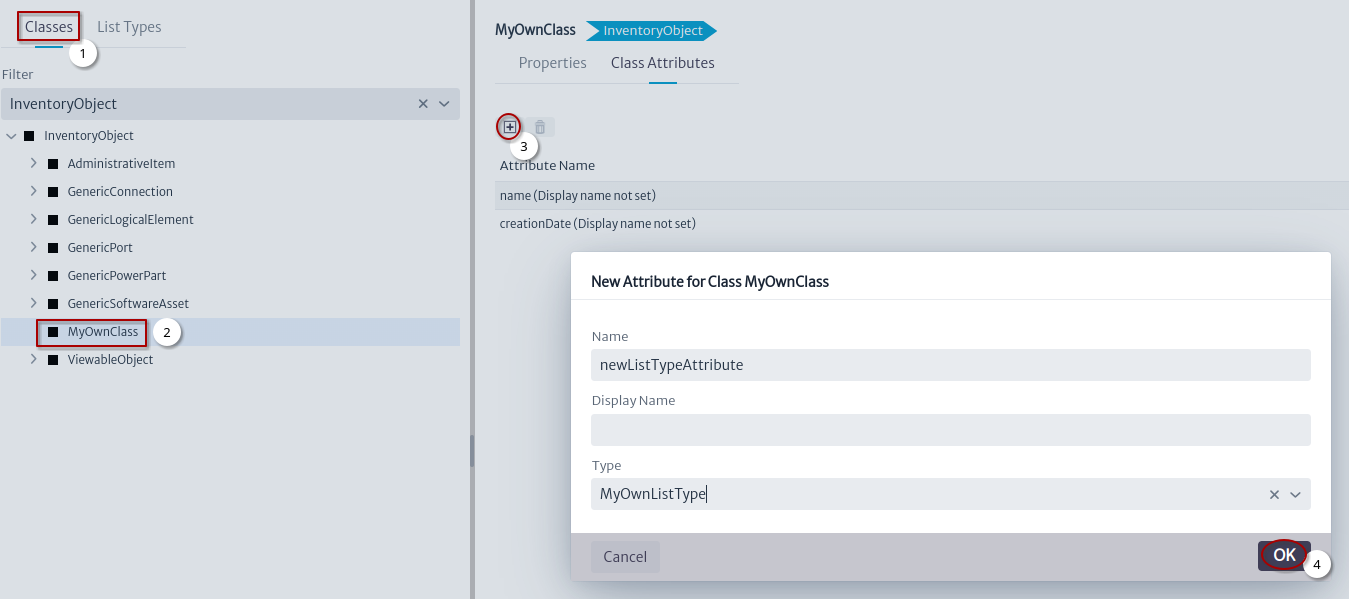 Classes List Types
1
Filter
InventoryObject
InventoryObject
AdministrativeItem
GenericConnection
GenericLogicalElement
GenericPort
GenericPowerPart
GenericSoftwareAsset
MyOwnClass
2
ViewableObject
MyOwnClass InventoryObject
Properties Class Attributes
3
Attribute Name
name (Display name not set)
creationDate (Display name not set)
New Attribute for Class MyOwnClass
Name
newListTypeAttribute
Display Name
Type
MyOwnListType
Cancel OK
4